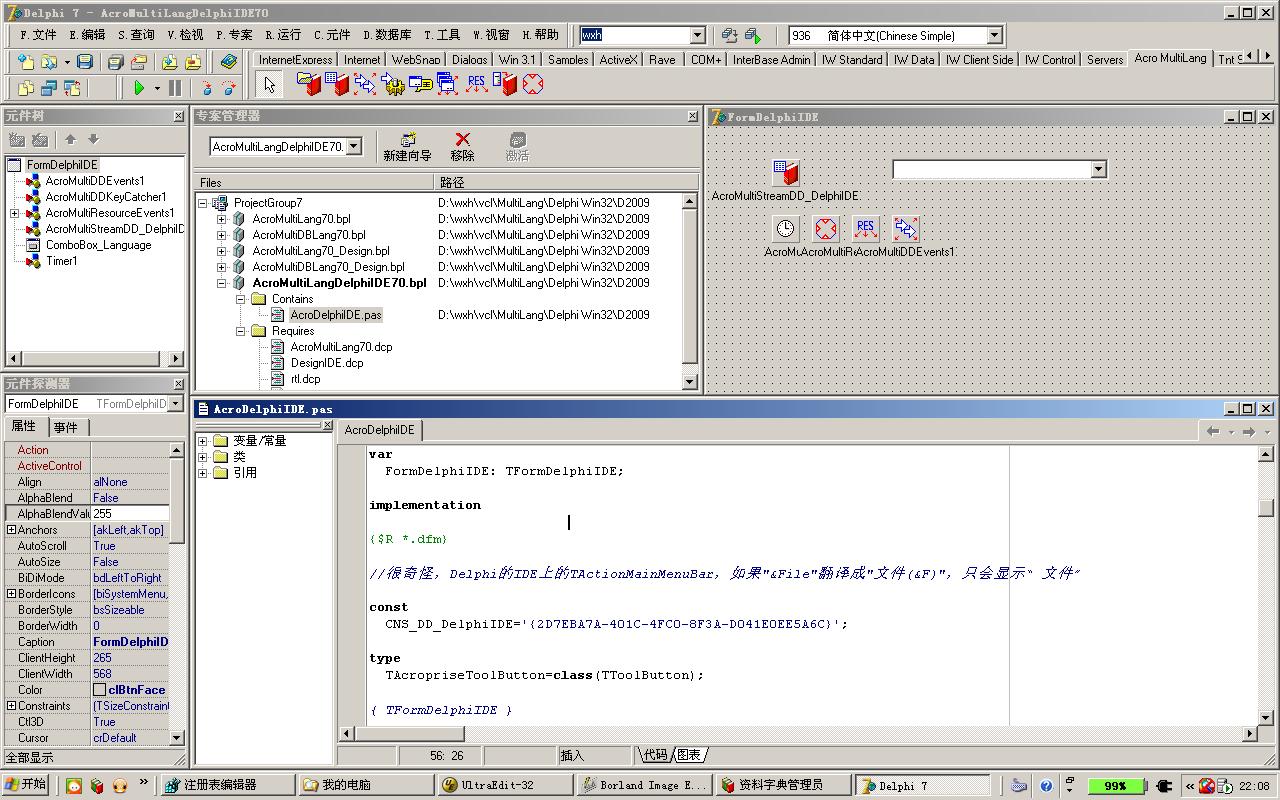 Delphi 7 - AcroMultiLangDelphiIDE70
F.文件 E.编辑 S.查询 V.检视 P.专案 R.运行 C.元件 D.数据库 T.工具 W.视窗 H.帮助 wxh 936 简体中文(Chinese Simple)
InternetExpress Internet WebSnap Dialogs Win 3.1 Samples ActiveX Rave COM+ InterBase Admin IW Standard IW Data IW Client Side IW Control Servers Acro MultiLang Tnt S
RES
元件树
FormDelphiIDE
AcroMultiDDEvents1
AcroMultiDDKeyCatcher1
AcroMultiResourceEvents1
AcroMultiStreamDD_DelphiID
ComboBox_Language
Timer1
专案管理器
AcroMultiLangDelphiIDE70. 新建向导 移除 激活
Files 路径
ProjectGroup7 D:\wxh\vcl\MultiLang\Delphi Win32\D2009
AcroMultiLang70.bpl D:\wxh\vcl\MultiLang\Delphi Win32\D2009
AcroMultiDBLang70.bpl D:\wxh\vcl\MultiLang\Delphi Win32\D2009
AcroMultiLang70_Design.bpl D:\wxh\vcl\MultiLang\Delphi Win32\D2009
AcroMultiDBLang70_Design.bpl D:\wxh\vcl\MultiLang\Delphi Win32\D2009
AcroMultiLangDelphiIDE70.bpl D:\wxh\vcl\MultiLang\Delphi Win32\D2009
Contains
AcroDelphiIDE.pas D:\wxh\vcl\MultiLang\Delphi Win32\D2009
Requires
AcroMultiLang70.dcp
DesignIDE.dcp
rtl.dcp
FormDelphiIDE
AcroMultiStreamDD_DelphiIDE
RES
AcroMuAcroMultiReAcroMultiDDEvents1
元件探测器
FormDelphiIDE TFormDelphiID
属性 事件
Action
ActiveControl
Align alNone
AlphaBlend False
AlphaBlendValu 255
Anchors [akLeft,akTop]
AutoScroll True
AutoSize False
BiDiMode bdLeftToRight
BorderIcons [biSystemMenu,
BorderStyle bsSizeable
BorderWidth 0
Caption FormDelphiID
ClientHeight 265
ClientWidth 568
Color clBtnFace
Constraints (TSizeConstraint
Ctl3D True
Cursor crDefault
全部显示
AcroDelphiIDE.pas
变量/常量
类
引用
AcroDelphiIDE
var
FormDelphiIDE: TFormDelphiIDE;
implementation
{$R *.dfm}
//很奇怪，Delphi的IDE上的TActionMainMenuBar，如果"&File"翻译成"文件(&F)"，只会显示" 文件"
const
CNS_DD_DelphiIDE='{2D7EBA7A-401C-4FC0-8F3A-D041E0EE5A6C}';
type
TAcropriseToolButton=class(TToolButton);
{ TFormDelphiIDE }
56: 26 插入 代码 图表
开始 注册表编辑器 我的电脑 UltraEdit-32 Borland Image E... 资料字典管理员 Delphi 7 99% 22:08